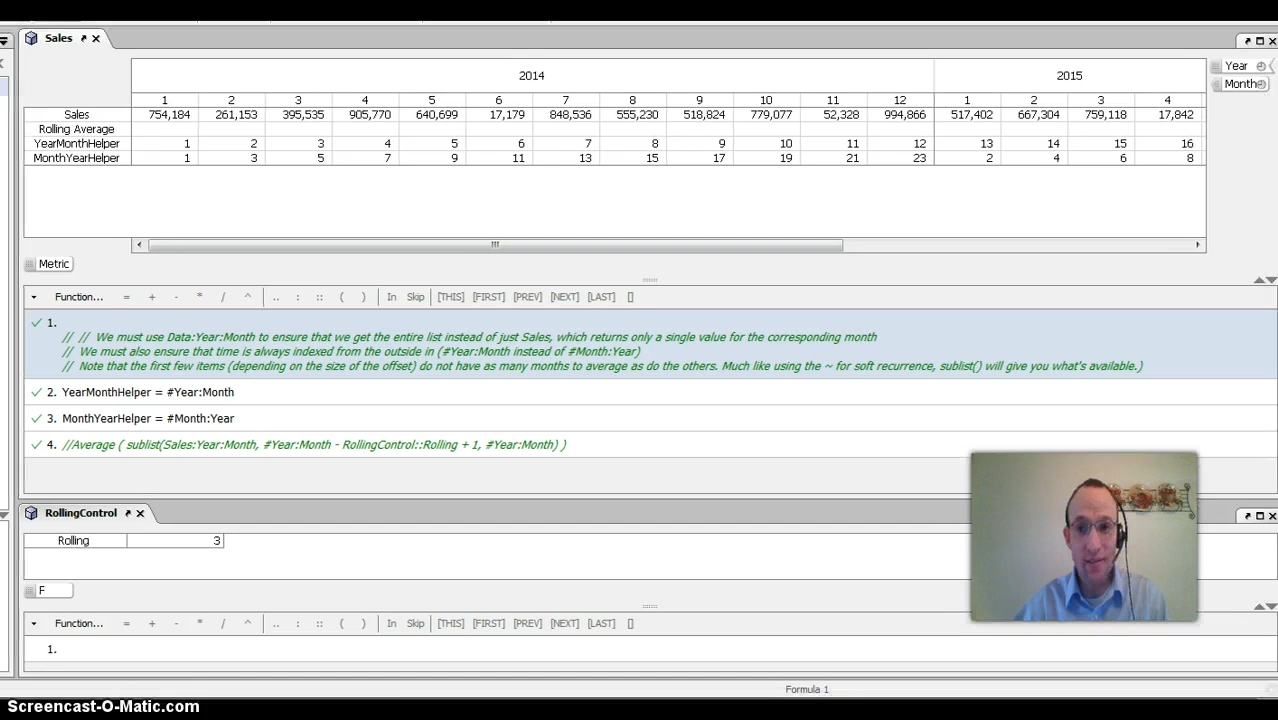 Sales
Year
Month
2014 2015
1 2 3 4 5 6 7 8 9 10 11 12 1 2 3 4
Sales 754,184 261,153 395,535 905,770 640,699 17,179 848,536 555,230 518,824 779,077 52,328 994,866 517,402 667,304 759,118 17,842
Rolling Average
YearMonthHelper 1 2 3 4 5 6 7 8 9 10 11 12 13 14 15 16
MonthYearHelper 1 3 5 7 9 11 13 15 17 19 21 23 2 4 6 8
Metric
Function... = + - * / ^ .. : :: ( ) In Skip [THIS] [FIRST] [PREV] [NEXT] [LAST] []
1.
// // We must use Data:Year:Month to ensure that we get the entire list instead of just Sales, which returns only a single value for the corresponding month
// We must also ensure that time is always indexed from the outside in (#Year:Month instead of #Month:Year)
// Note that the first few items (depending on the size of the offset) do not have as many months to average as do the others. Much like using the ~ for soft recurrence, sublist() will give you what's available.)
2. YearMonthHelper = #Year:Month
3. MonthYearHelper = #Month:Year
4. //Average ( sublist(Sales:Year:Month, #Year:Month - RollingControl::Rolling + 1, #Year:Month) )
RollingControl
Rolling 3
F
Function... = + - * / ^ .. : :: ( ) In Skip [THIS] [FIRST] [PREV] [NEXT] [LAST] []
1.
Formula 1
Screencast-O-Matic.com